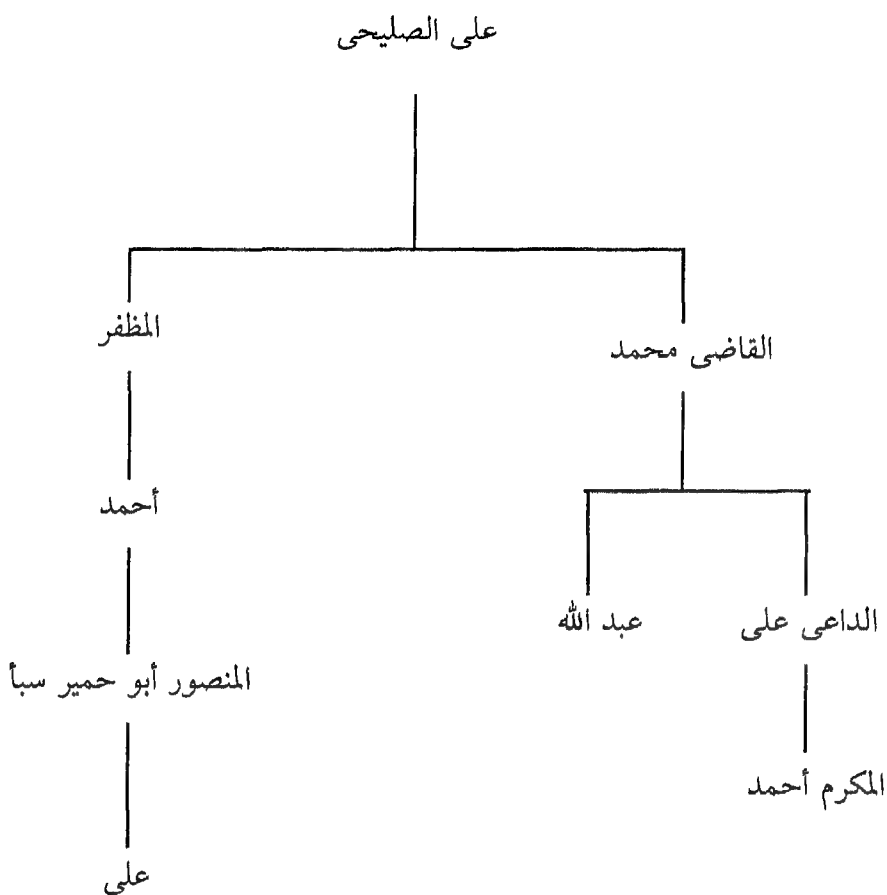 على الصليحى
المظفر
القاضى محمد
أحمد
الداعى على
عبد الله
المنصور أبو حمير سبأ
المكرم أحمد
على